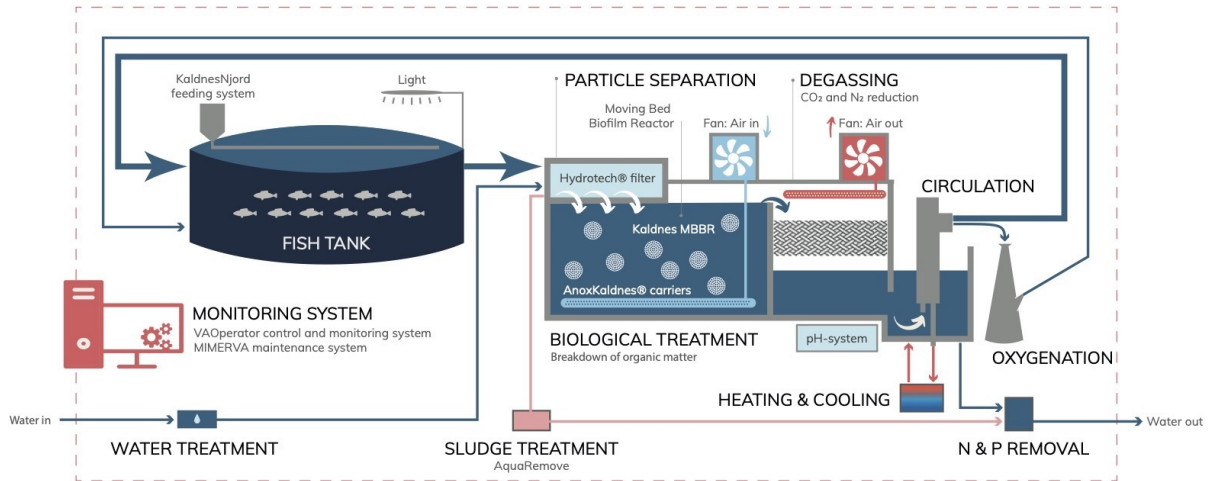 KaldnesNjord
feeding system
Light
FISH TANK
PARTICLE SEPARATION
Moving Bed
Biofilm Reactor
Fan: Air in
DEGASSING
CO₂ and N₂ reduction
Fan: Air out
Hydrotech® filter
Kaldnes MBBR
AnoxKaldnes® carriers
CIRCULATION
MONITORING SYSTEM
VAOperator control and monitoring system
MIMERVA maintenance system
BIOLOGICAL TREATMENT
Breakdown of organic matter
pH-system
OXYGENATION
HEATING & COOLING
Water in
WATER TREATMENT
SLUDGE TREATMENT
AquaRemove
N & P REMOVAL
Water out